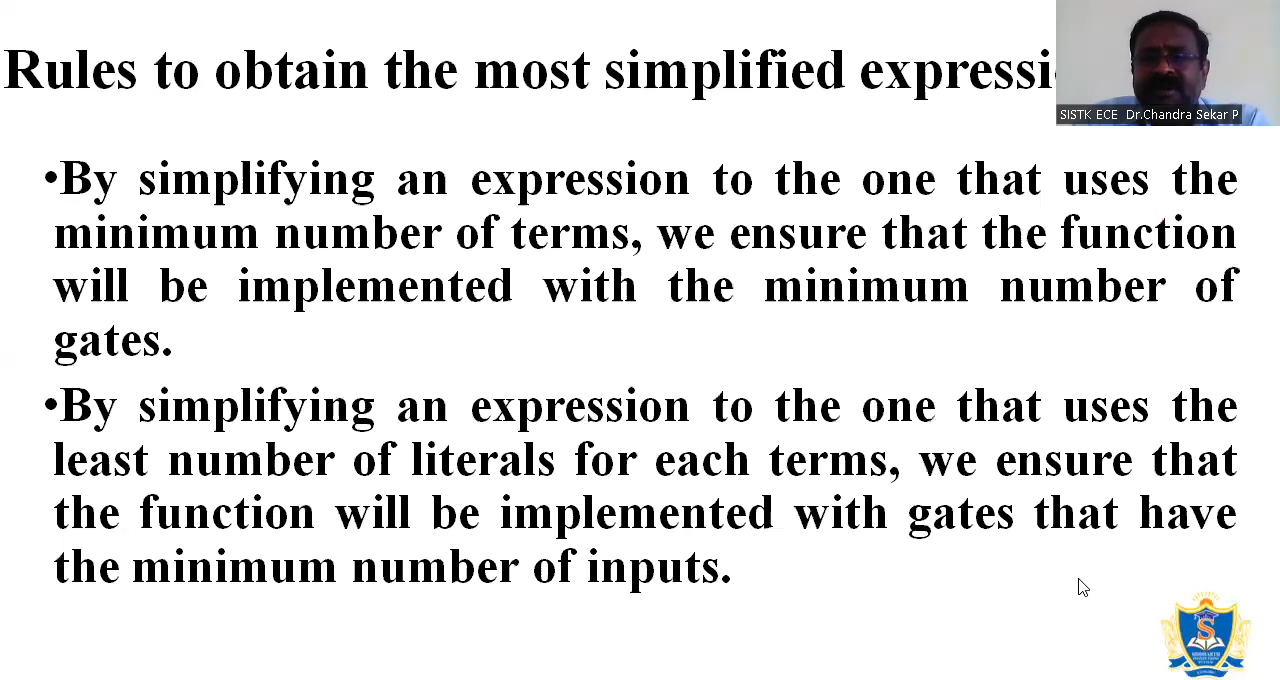 Rules to obtain the most simplified expressi
SISTK ECE Dr.Chandra Sekar P
•By simplifying an expression to the one that uses the
minimum number of terms, we ensure that the function
will be implemented with the minimum number of
gates.
•By simplifying an expression to the one that uses the
least number of literals for each terms, we ensure that
the function will be implemented with gates that have
the minimum number of inputs.
S